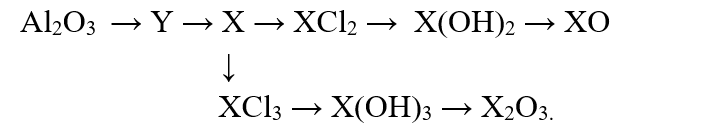 Al₂O₃ → Y → X → XCl₂ → X(OH)₂ → XO
↓
XCl₃ → X(OH)₃ → X₂O₃.